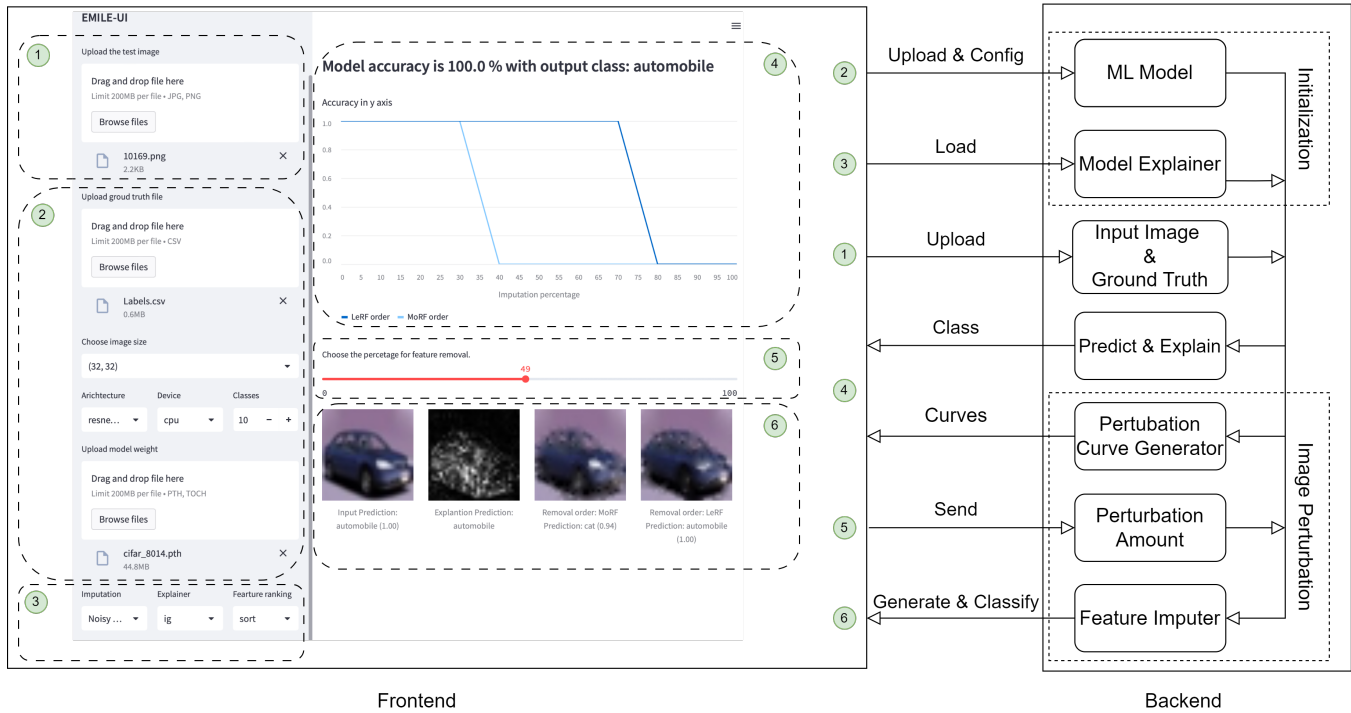 EMILE-UI
1
Upload the test image
Drag and drop file here
Limit 200MB per file • JPG, PNG
Browse files
10169.png
2.2KB
2
Upload groud truth file
Drag and drop file here
Limit 200MB per file • CSV
Browse files
Labels.csv
0.6MB
Choose image size
(32, 32)
Arichtecture Device Classes
resne... cpu 10 - +
Upload model weight
Drag and drop file here
Limit 200MB per file • PTH, TOCH
Browse files
cifar_8014.pth
44.8MB
3
Imputation Explainer Fearture ranking
Noisy ... ig sort
4
Model accuracy is 100.0 % with output class: automobile
Accuracy in y axis
1.0
0.8
0.6
0.4
0.2
0.0
0 5 10 15 20 25 30 35 40 45 50 55 60 65 70 75 80 85 90 95 100
Imputation percentage
LeRF order MoRF order
Choose the percetage for feature removal.
5
49
0 100
6
Input Prediction:
automobile (1.00)
Explantion Prediction:
automobile
Removal order: MoRF
Prediction: cat (0.94)
Removal order: LeRF
Prediction: automobile
(1.00)
Frontend
2
Upload & Config
ML Model
3
Load
Model Explainer
Initialization
1
Upload
Input Image
&
Ground Truth
Class
Predict & Explain
4
Curves
Pertubation
Curve Generator
5
Send
Perturbation
Amount
6
Generate & Classify
Feature Imputer
Image Perturbation
Backend